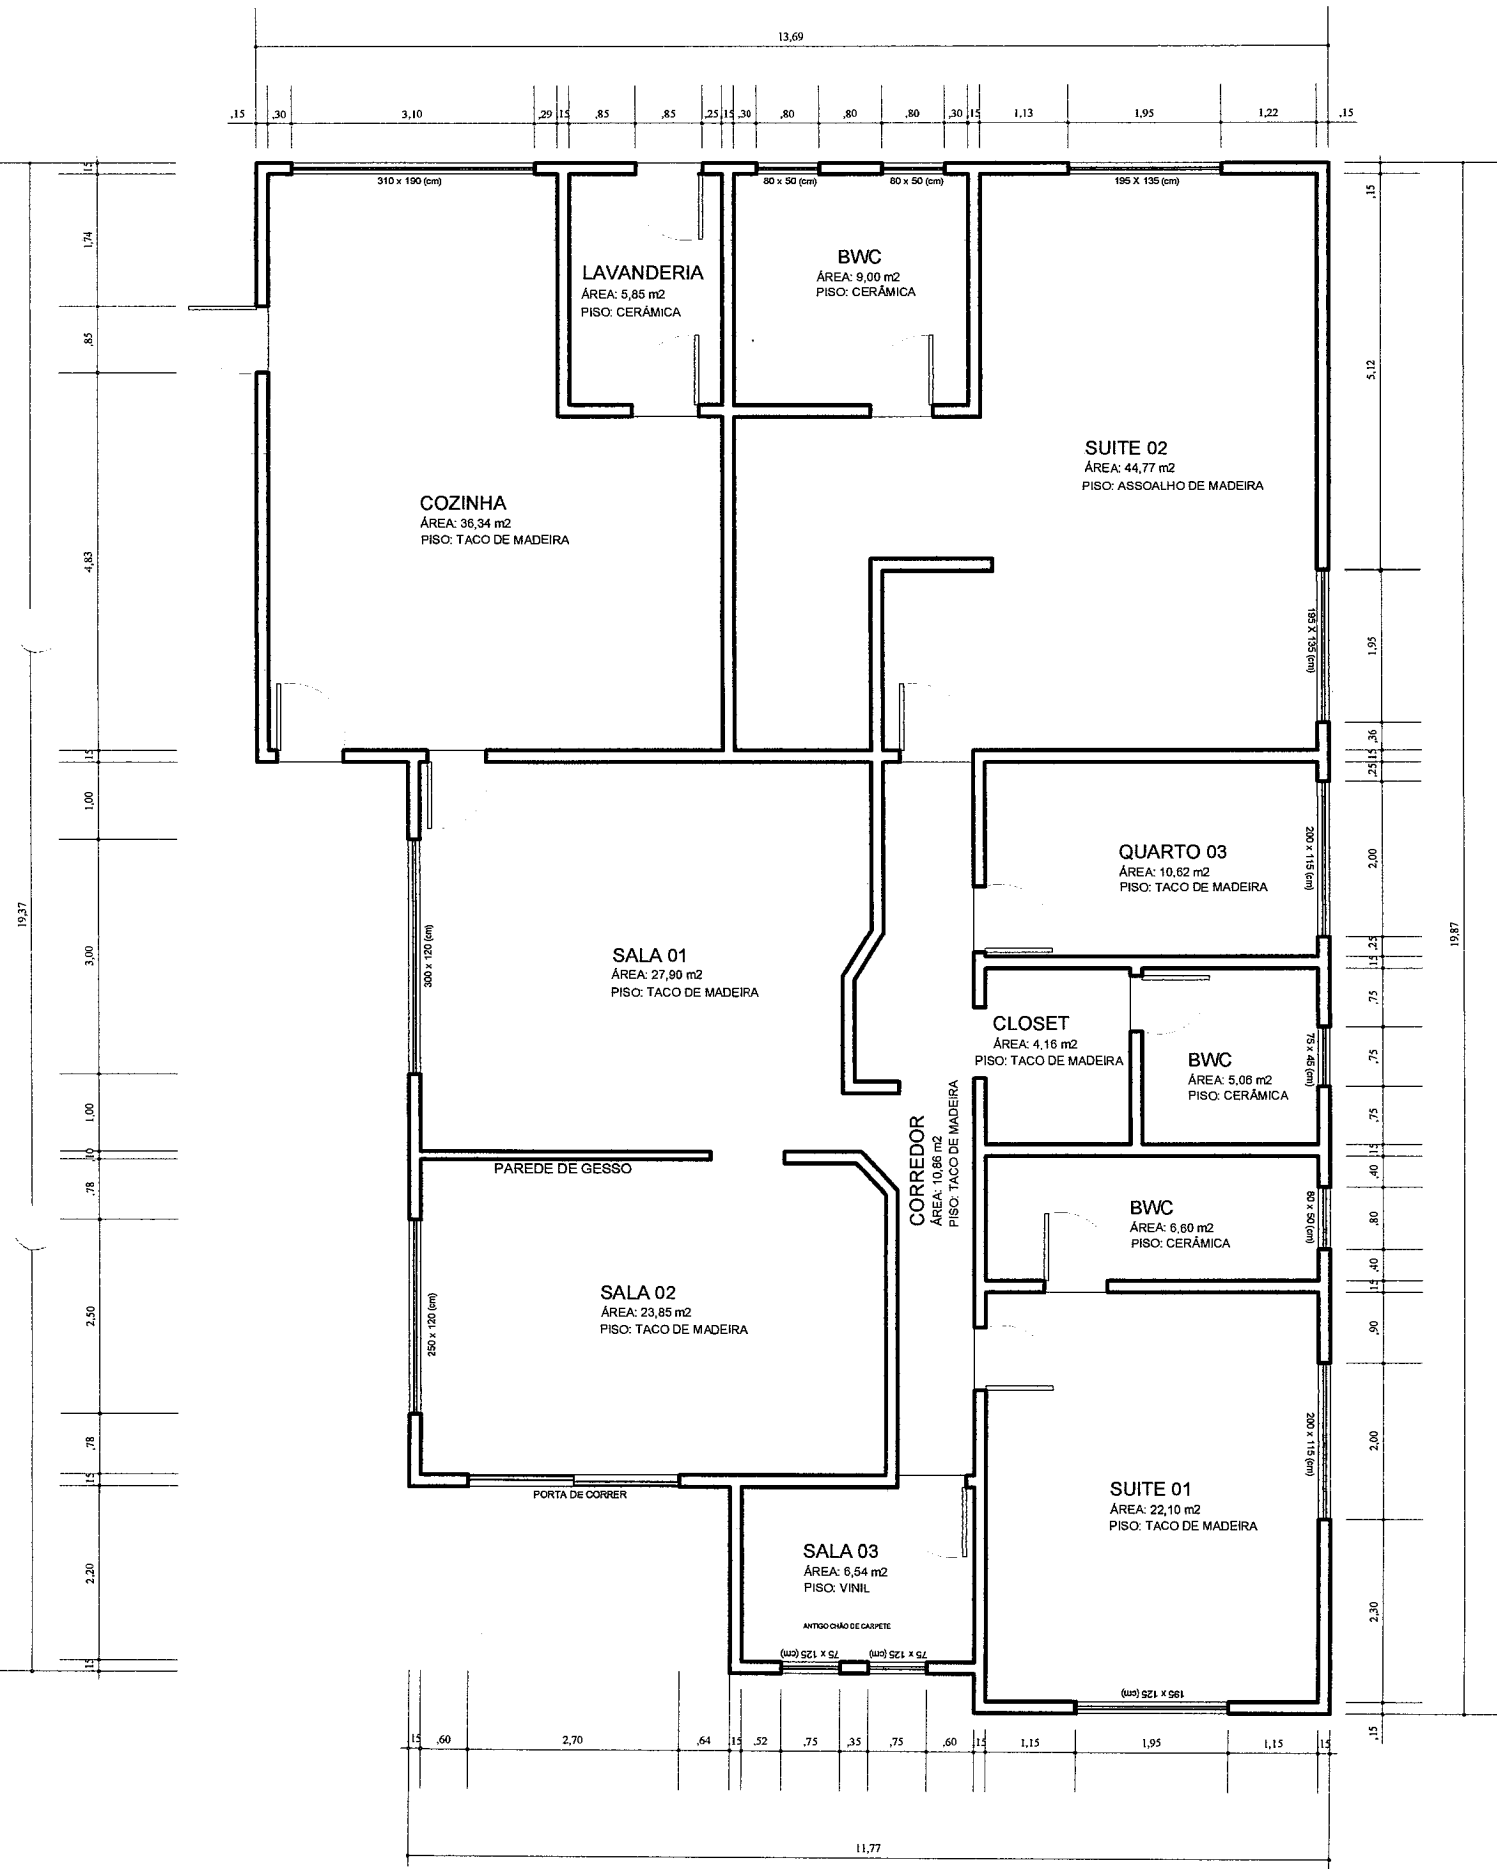 13,69
,15 ,30 3,10 ,29 ,15 ,85 ,85 ,25 ,15 ,30 ,80 ,80 ,80 ,30 ,15 1,13 1,95 1,22 ,15
310 x 190 (cm)
80 x 50 (cm)
80 x 50 (cm)
195 X 135 (cm)
LAVANDERIA
ÁREA: 5,85 m2
PISO: CERÂMICA
BWC
ÁREA: 9,00 m2
PISO: CERÂMICA
SUITE 02
ÁREA: 44,77 m2
PISO: ASSOALHO DE MADEIRA
COZINHA
ÁREA: 36,34 m2
PISO: TACO DE MADEIRA
195 X 135 (cm)
QUARTO 03
ÁREA: 10,62 m2
PISO: TACO DE MADEIRA
200 x 115 (cm)
SALA 01
ÁREA: 27,90 m2
PISO: TACO DE MADEIRA
300 x 120 (cm)
CLOSET
ÁREA: 4,16 m2
PISO: TACO DE MADEIRA
BWC
ÁREA: 5,06 m2
PISO: CERÂMICA
75 x 45 (cm)
CORREDOR
ÁREA: 10,86 m2
PISO: TACO DE MADEIRA
PAREDE DE GESSO
BWC
ÁREA: 6,60 m2
PISO: CERÂMICA
80 x 50 (cm)
SALA 02
ÁREA: 23,85 m2
PISO: TACO DE MADEIRA
250 x 120 (cm)
PORTA DE CORRER
SUITE 01
ÁREA: 22,10 m2
PISO: TACO DE MADEIRA
200 x 115 (cm)
SALA 03
ÁREA: 6,54 m2
PISO: VINIL
ANTIGO CHÃO DE CARPETE
75 x 125 (cm)
75 x 125 (cm)
195 x 125 (cm)
,15
1,74
,85
4,83
,15
1,00
3,00
1,00
,10
,78
2,50
,78
,15
2,20
,15
19,37
,15
5,12
1,95
,36
,15
,25
2,00
,25
,15
,75
,75
,75
,15
,40
,80
,40
,15
,90
2,00
2,30
,15
19,87
,15 ,60 2,70 ,64 ,15 ,52 ,75 ,35 ,75 ,60 ,15 1,15 1,95 1,15 ,15
11,77